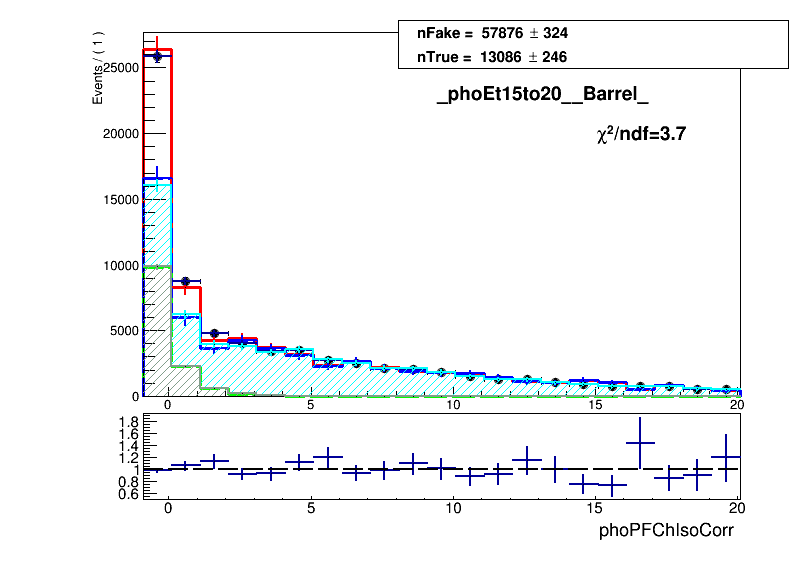 nFake = 57876 ± 324
nTrue = 13086 ± 246
Events / ( 1 )
_phoEt15to20__Barrel_
χ²/ndf=3.7
25000
20000
15000
10000
5000
0
0 5 10 15 20
1.8
1.6
1.4
1.2
1
0.8
0.6
0 5 10 15 20
phoPFChIsoCorr